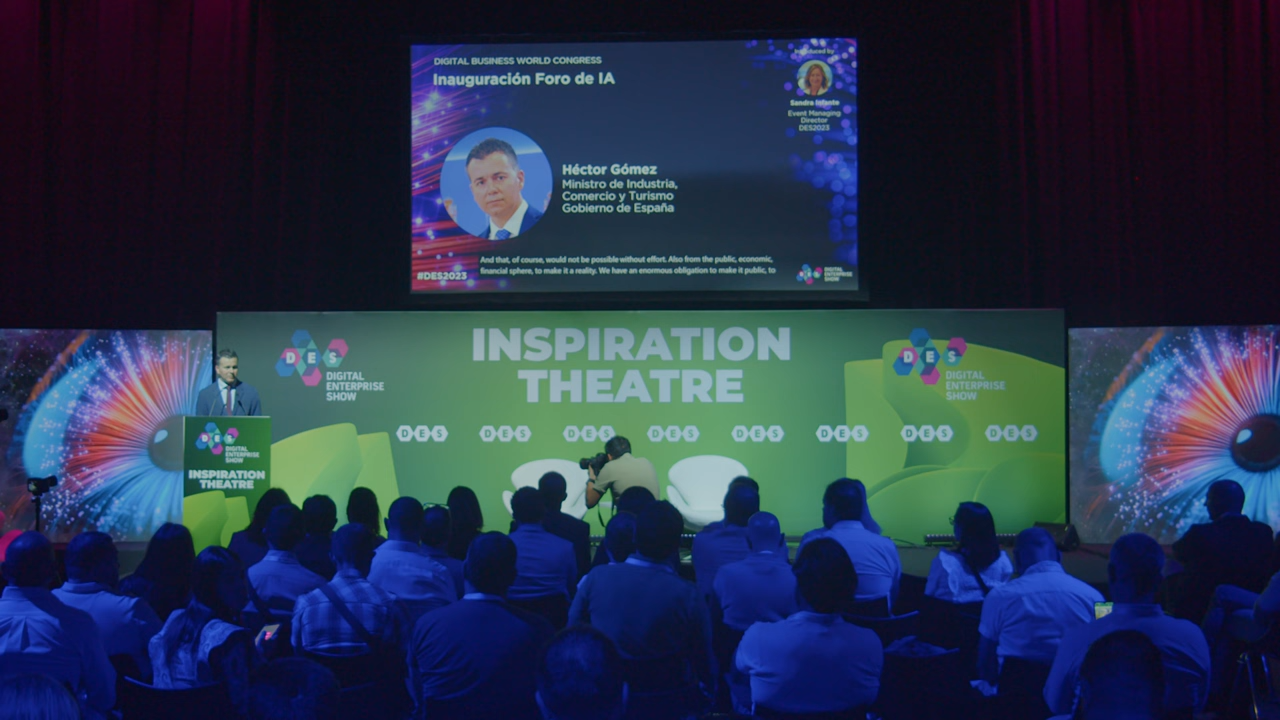 DIGITAL BUSINESS WORLD CONGRESS
Inauguración Foro de IA
Introduced by
Sandra Infante
Event Managing
Director
DES2023
Héctor Gómez
Ministro de Industria,
Comercio y Turismo
Gobierno de España
And that, of course, would not be possible without effort. Also from the public, economic,
financial sphere, to make it a reality. We have an enormous obligation to make it public, to
#DES2023
DIGITAL
ENTERPRISE
SHOW
INSPIRATION
THEATRE
DES
DIGITAL
ENTERPRISE
SHOW
DES
DIGITAL
ENTERPRISE
SHOW
DES DES DES DES DES DES DES DES
DES
DIGITAL
ENTERPRISE
SHOW
INSPIRATION
THEATRE